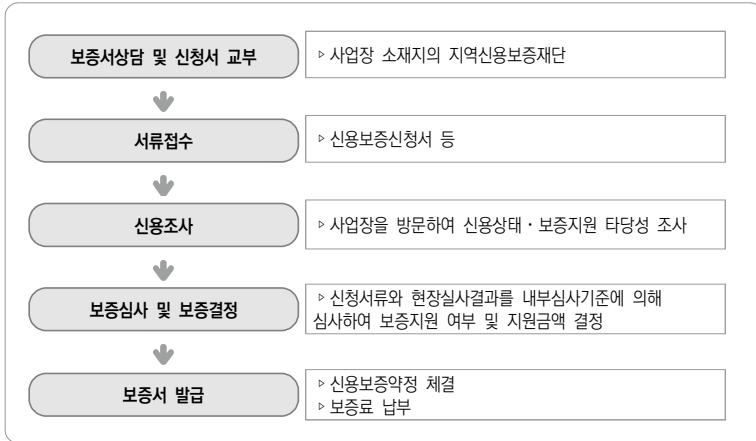 보증서상담 및 신청서 교부
▹사업장 소재지의 지역신용보증재단
서류접수
▹신용보증신청서 등
신용조사
▹사업장을 방문하여 신용상태・보증지원 타당성 조사
보증심사 및 보증결정
▹신청서류와 현장실사결과를 내부심사기준에 의해
심사하여 보증지원 여부 및 지원금액 결정
보증서 발급
▹신용보증약정 체결
▹보증료 납부